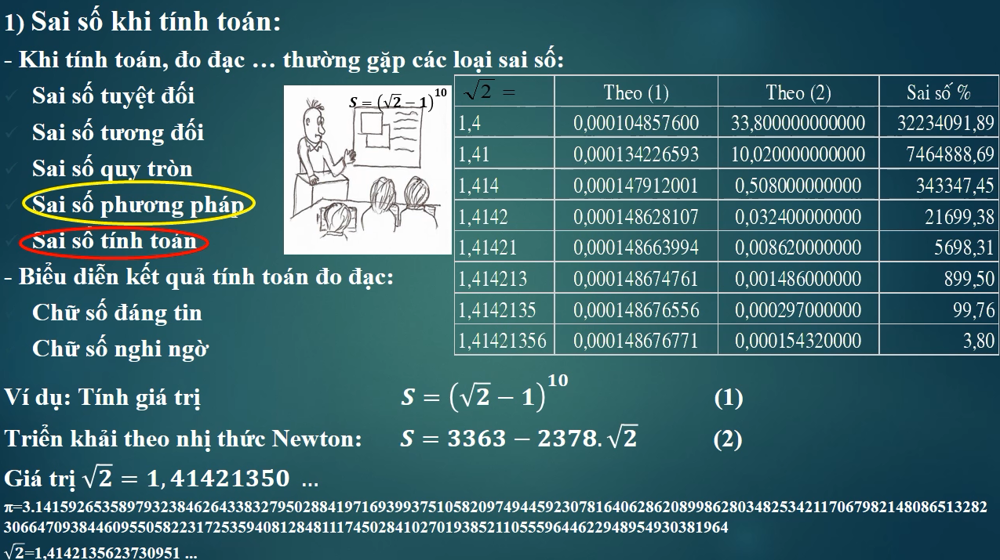 1) Sai số khi tính toán:
- Khi tính toán, đo đạc … thường gặp các loại sai số:
✓ Sai số tuyệt đối
✓ Sai số tương đối
✓ Sai số quy tròn
✓ Sai số phương pháp
✓ Sai số tính toán
- Biểu diễn kết quả tính toán đo đạc:
Chữ số đáng tin
Chữ số nghi ngờ
S = (√2 − 1)^10
√2 = Theo (1) Theo (2) Sai số %
1,4 0,000104857600 33,800000000000 32234091,89
1,41 0,000134226593 10,020000000000 7464888,69
1,414 0,000147912001 0,508000000000 343347,45
1,4142 0,000148628107 0,032400000000 21699,38
1,41421 0,000148663994 0,008620000000 5698,31
1,414213 0,000148674761 0,001486000000 899,50
1,4142135 0,000148676556 0,000297000000 99,76
1,41421356 0,000148676771 0,000154320000 3,80
Ví dụ: Tính giá trị S = (√2 − 1)^10 (1)
Triển khải theo nhị thức Newton: S = 3363 − 2378.√2 (2)
Giá trị √2 = 1,41421350 …
π=3.141592653589793238462643383279502884197169399375105820974944592307816406286208998628034825342117067982148086513282
306647093844609550582231725359408128481117450284102701938521105559644622948954930381964
√2=1,4142135623730951 ...